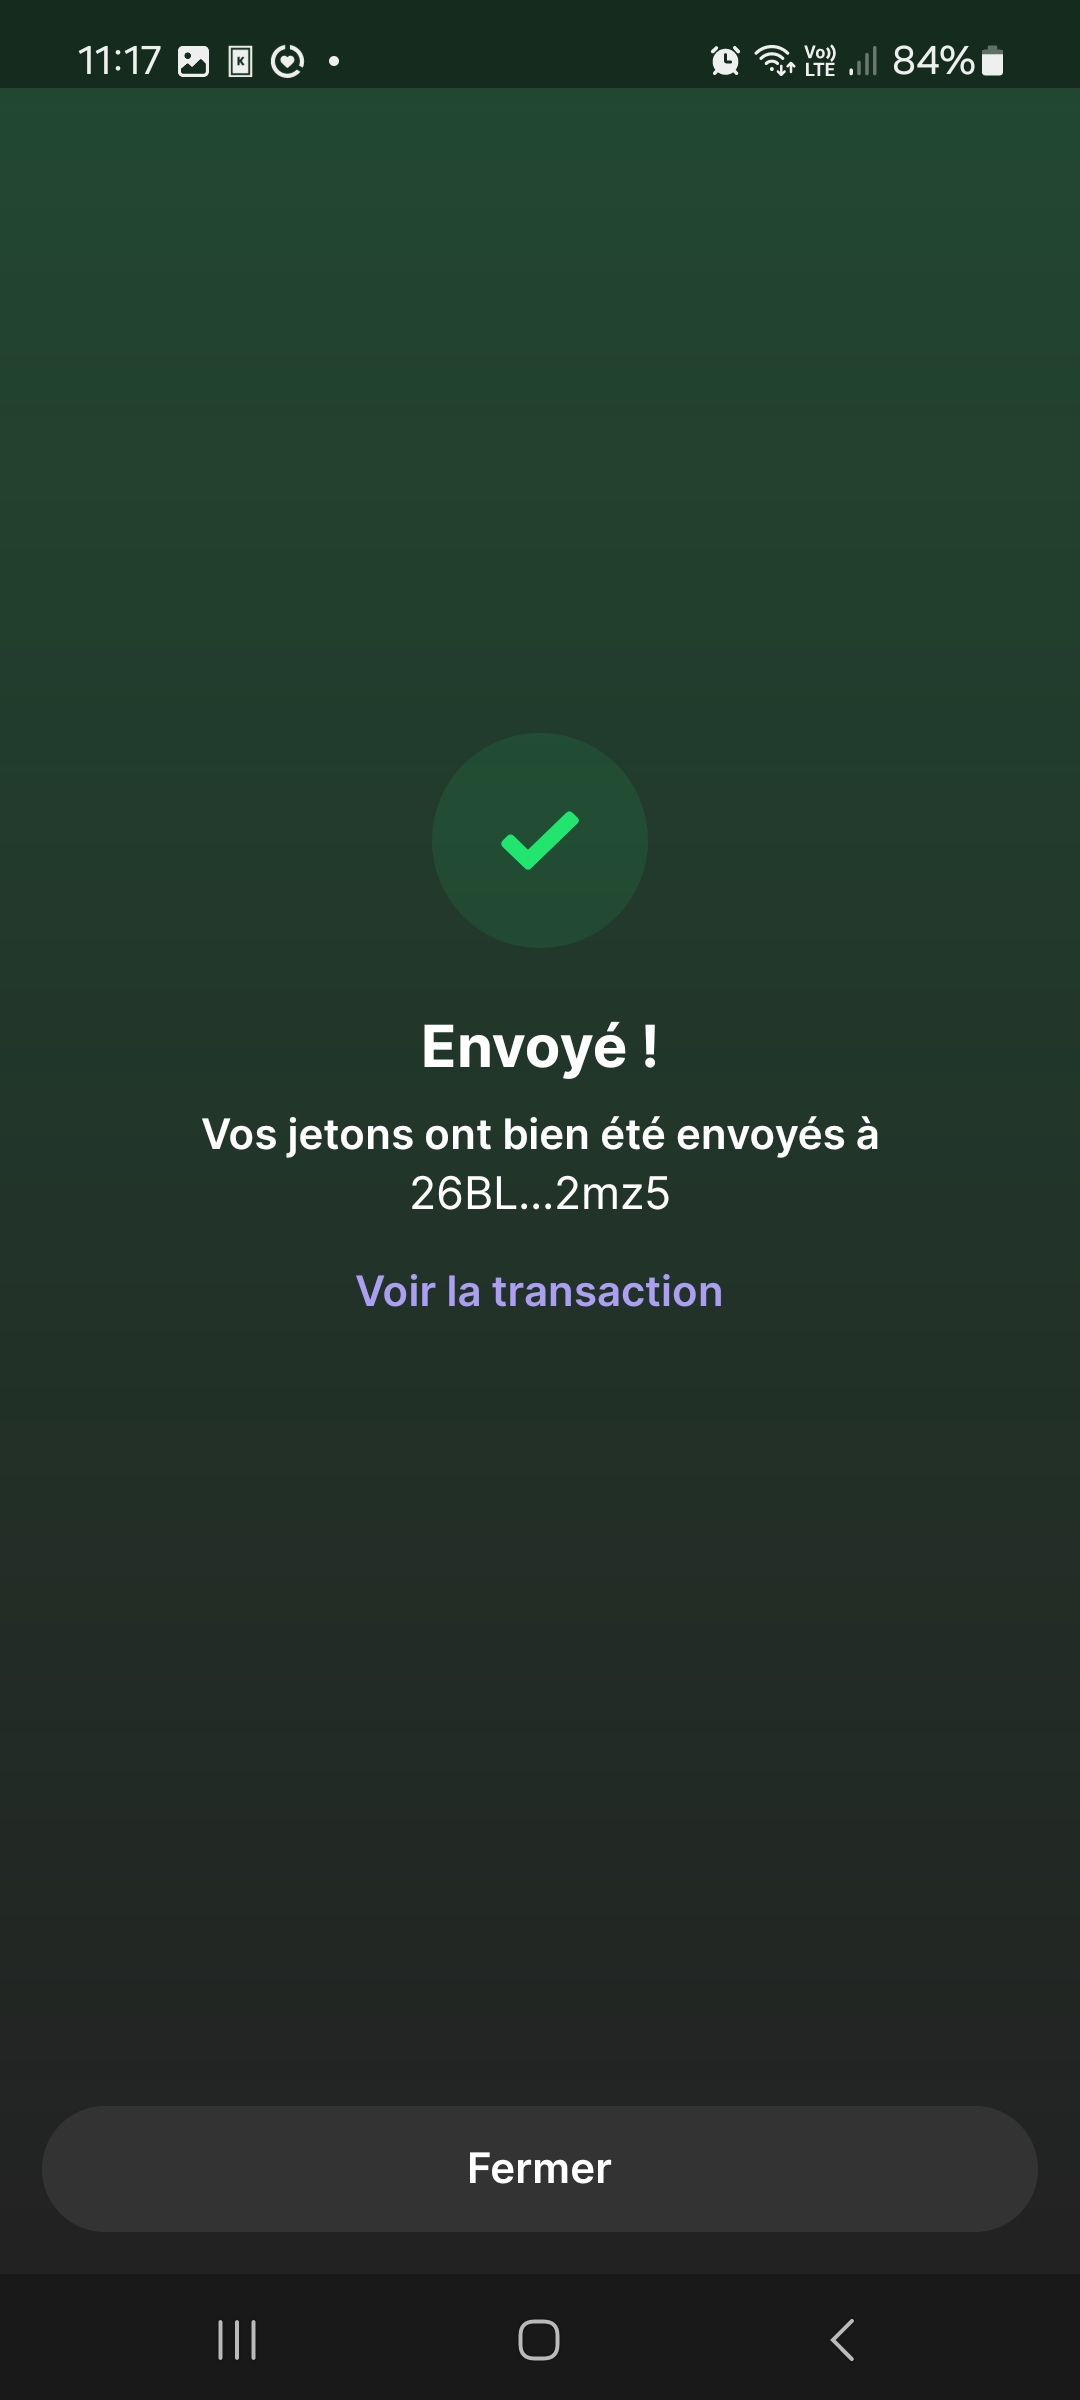 11:17
K
Vo)) LTE
84%
Envoyé !
Vos jetons ont bien été envoyés à
26BL...2mz5
Voir la transaction
Fermer